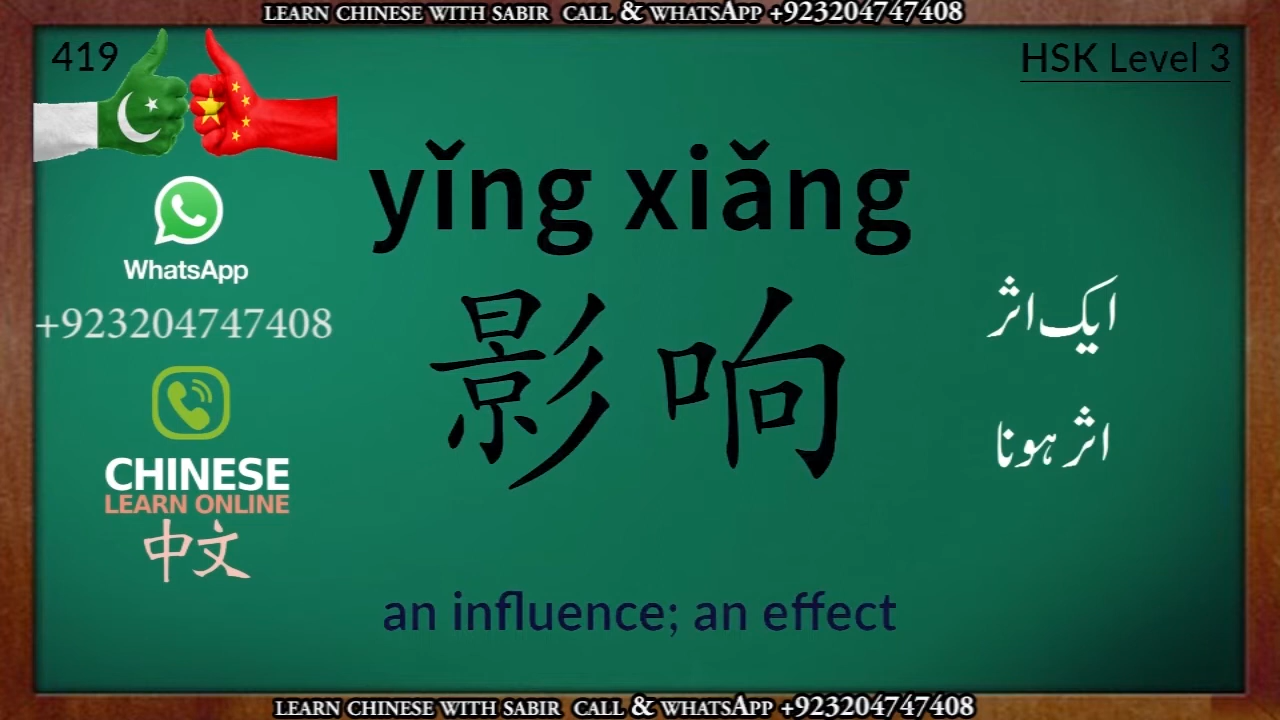 LEARN CHINESE WITH SABIR CALL & WHATSAPP +923204747408
419
HSK Level 3
yǐng xiǎng
WhatsApp
影响
ایک اثر
+923204747408
اثر ہونا
CHINESE
LEARN ONLINE
中文
an influence; an effect
LEARN CHINESE WITH SABIR CALL & WHATSAPP +923204747408